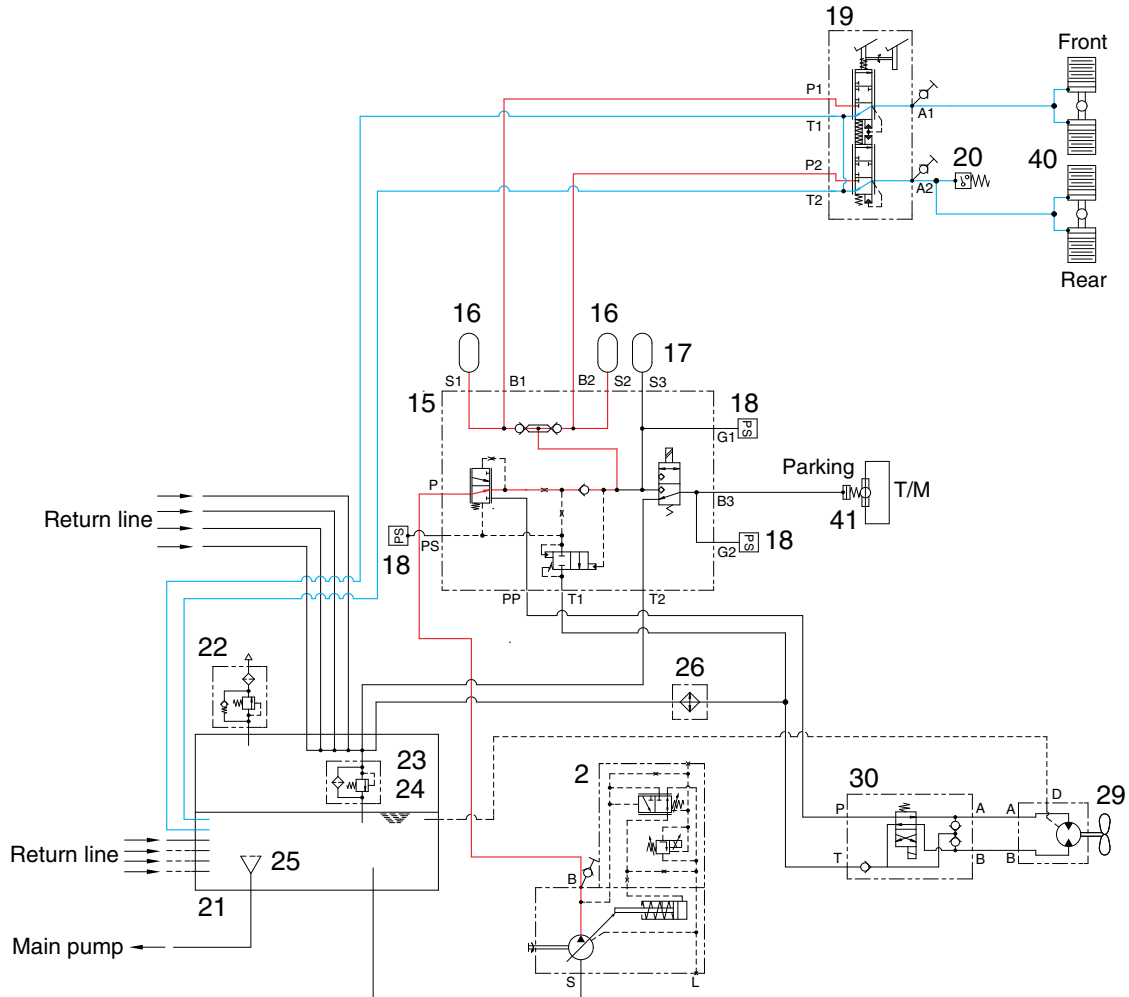 19
Front
P1
T1
A1
P2
20
40
A2
T2
Rear
16
16
17
S1
B1
B2
S2
S3
15
18
PS
G1
P
Parking
T/M
B3
41
Return line
PS
PS
18
18
PS
G2
PP
T1
T2
22
26
23
24
2
30
D
29
P
A
A
Return line
25
B
T
B
B
21
Main pump
S
L